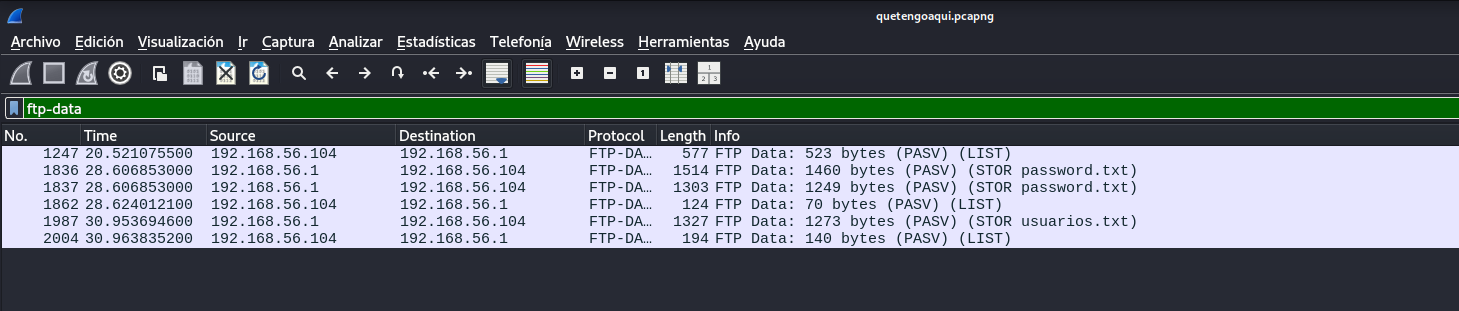 quetengoaqui.pcapng
Archivo Edición Visualización Ir Captura Analizar Estadísticas Telefonía Wireless Herramientas Ayuda
1
1
2 3
ftp-data
No. Time Source Destination Protocol Length Info
1247 20.521075500 192.168.56.104 192.168.56.1 FTP-DA… 577 FTP Data: 523 bytes (PASV) (LIST)
1836 28.606853000 192.168.56.1 192.168.56.104 FTP-DA… 1514 FTP Data: 1460 bytes (PASV) (STOR password.txt)
1837 28.606853000 192.168.56.1 192.168.56.104 FTP-DA… 1303 FTP Data: 1249 bytes (PASV) (STOR password.txt)
1862 28.624012100 192.168.56.104 192.168.56.1 FTP-DA… 124 FTP Data: 70 bytes (PASV) (LIST)
1987 30.953694600 192.168.56.1 192.168.56.104 FTP-DA… 1327 FTP Data: 1273 bytes (PASV) (STOR usuarios.txt)
2004 30.963835200 192.168.56.104 192.168.56.1 FTP-DA… 194 FTP Data: 140 bytes (PASV) (LIST)